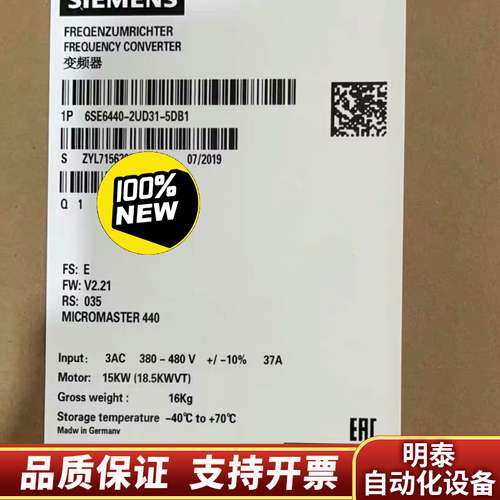 SIEMENS
FREQENZUMRICHTER
FREQUENCY CONVERTER
变频器
1P 6SE6440-2UD31-5DB1
S ZYL71562 07/2019
Q 1
100%
NEW
FS: E
FW: V2.21
RS: 035
MICROMASTER 440
Input: 3AC 380 - 480 V +/ -10% 37A
Motor: 15KW (18.5KWVT)
Gross weight : 16Kg
Storage temperature -40℃ to +70℃
Madw in Germanv
EAC
品质保证 支持开票
明泰
自动化设备